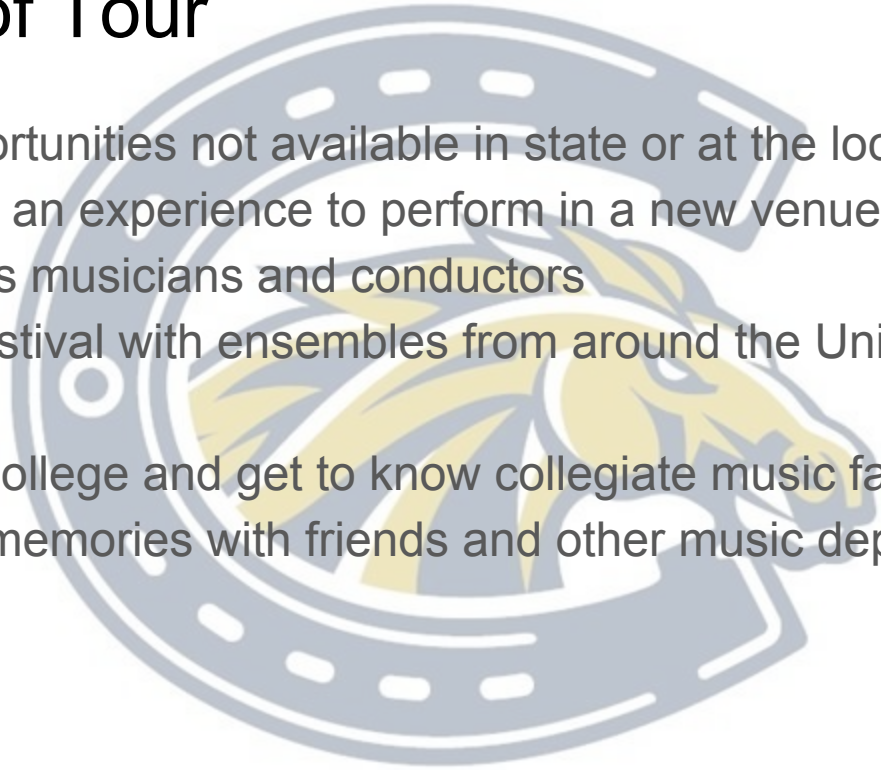 of Tour
ortunities not available in state or at the loc
an experience to perform in a new venue
s musicians and conductors
stival with ensembles from around the Uni
ollege and get to know collegiate music fa
memories with friends and other music dep